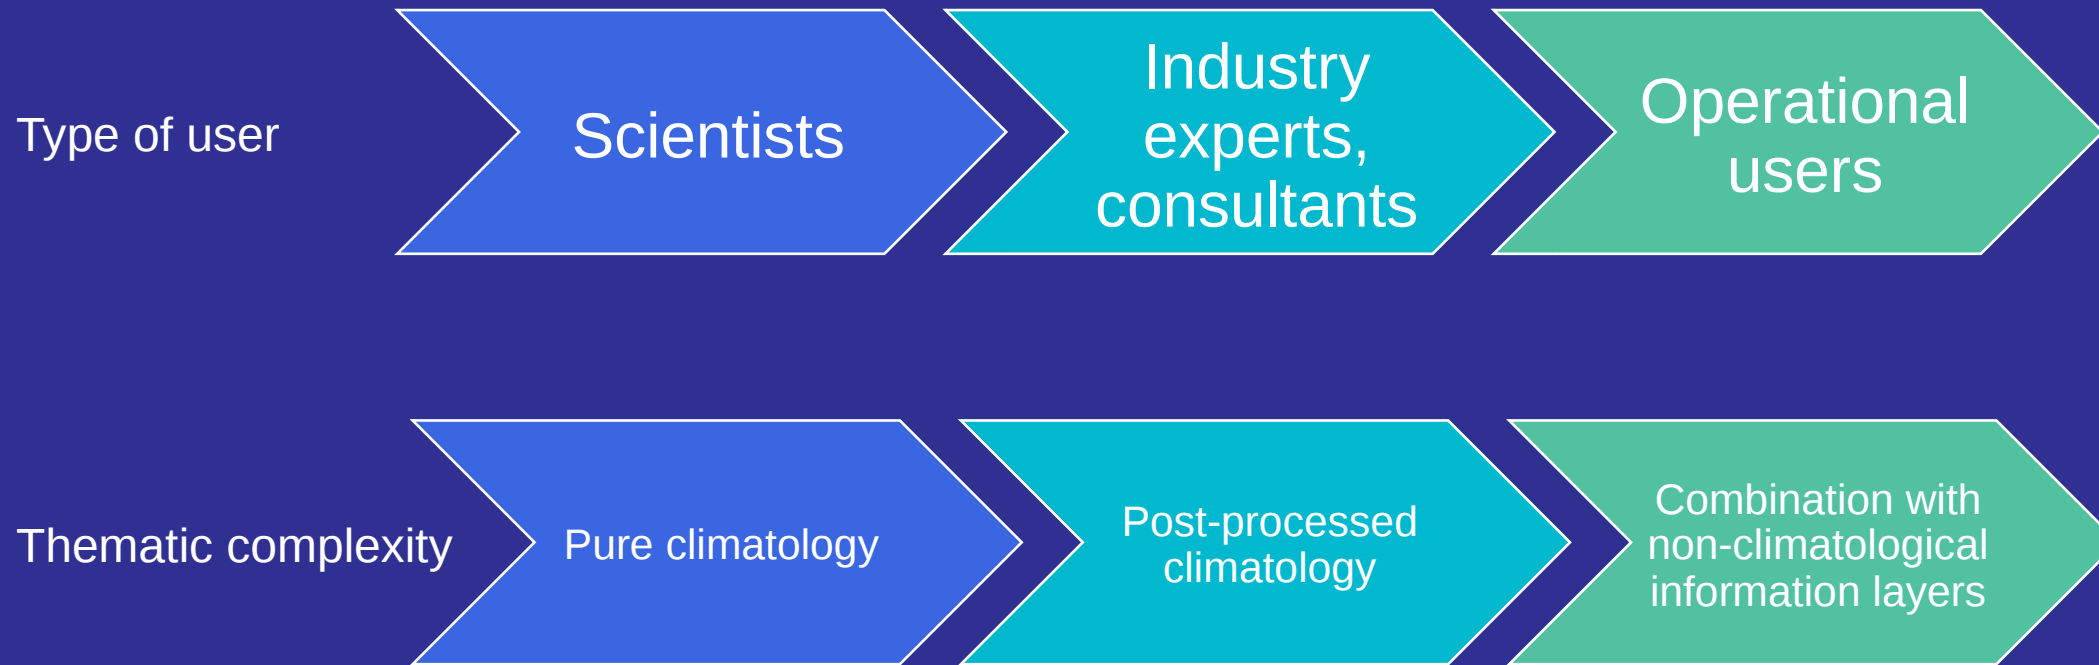 Type of user
Scientists
Industry
experts,
consultants
Operational
users
Thematic complexity
Pure climatology
Post-processed
climatology
Combination with
non-climatological
information layers